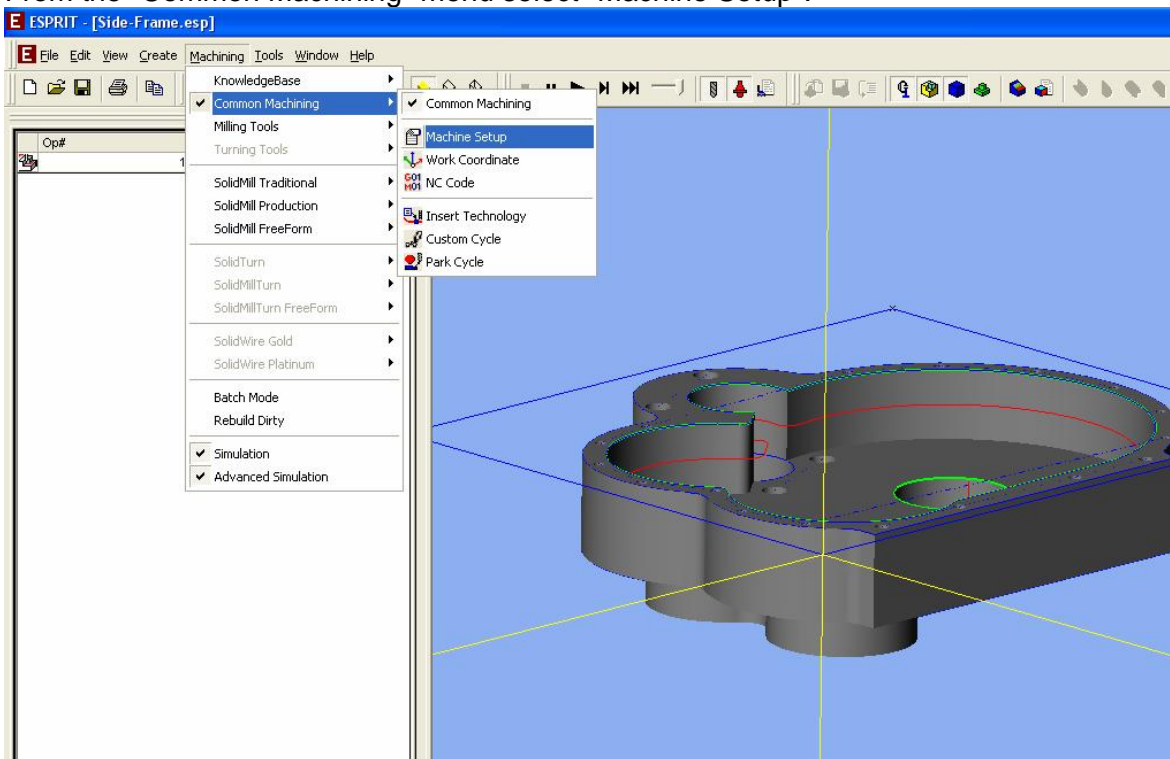 From the "Common Machining" menu select "Machine Setup".
ESPRIT - [Side-Frame.esp]
File Edit View Create Machining Tools Window Help
KnowledgeBase
Common Machining
Milling Tools
Turning Tools
SolidMill Traditional
SolidMill Production
SolidMill FreeForm
SolidTurn
SolidMillTurn
SolidMillTurn FreeForm
SolidWire Gold
SolidWire Platinum
Batch Mode
Rebuild Dirty
Simulation
Advanced Simulation
Common Machining
Machine Setup
Work Coordinate
NC Code
Insert Technology
Custom Cycle
Park Cycle
Op#
1